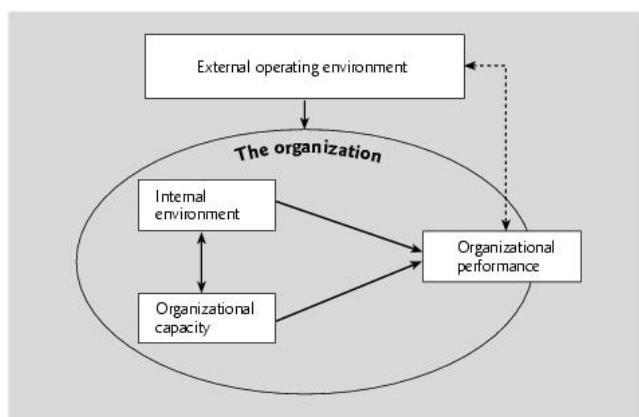 External operating environment
The organization
Internal
environment
Organizational
performance
Organizational
capacity